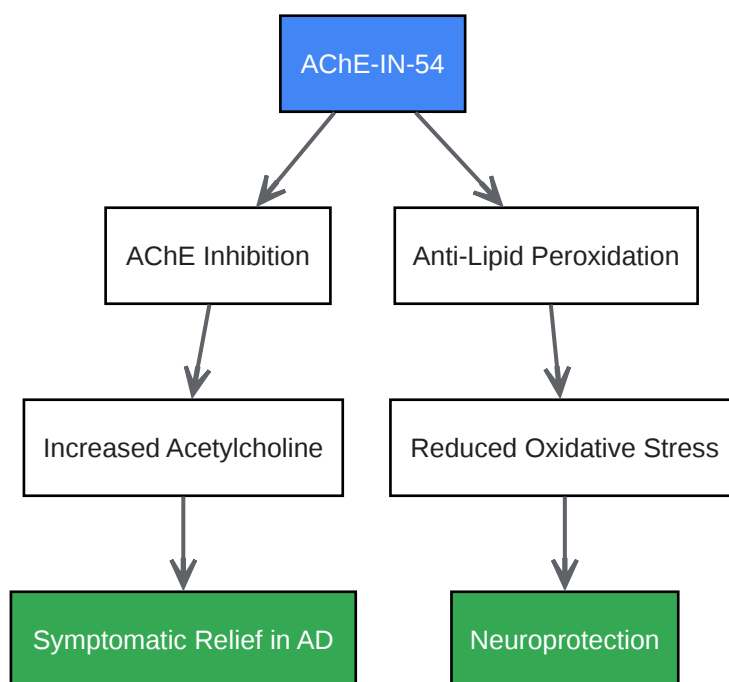 AChE-IN-54
AChE Inhibition
Anti-Lipid Peroxidation
Increased Acetylcholine
Reduced Oxidative Stress
Symptomatic Relief in AD
Neuroprotection